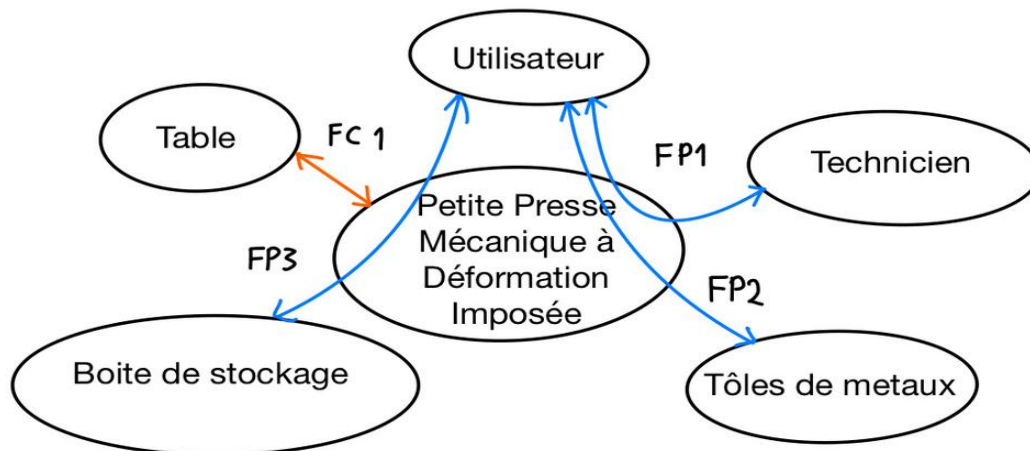 Utilisateur
Table
FC 1
FP1
Technicien
Petite Presse
Mécanique à
Déformation
Imposée
FP3
FP2
Boite de stockage
Tôles de metaux